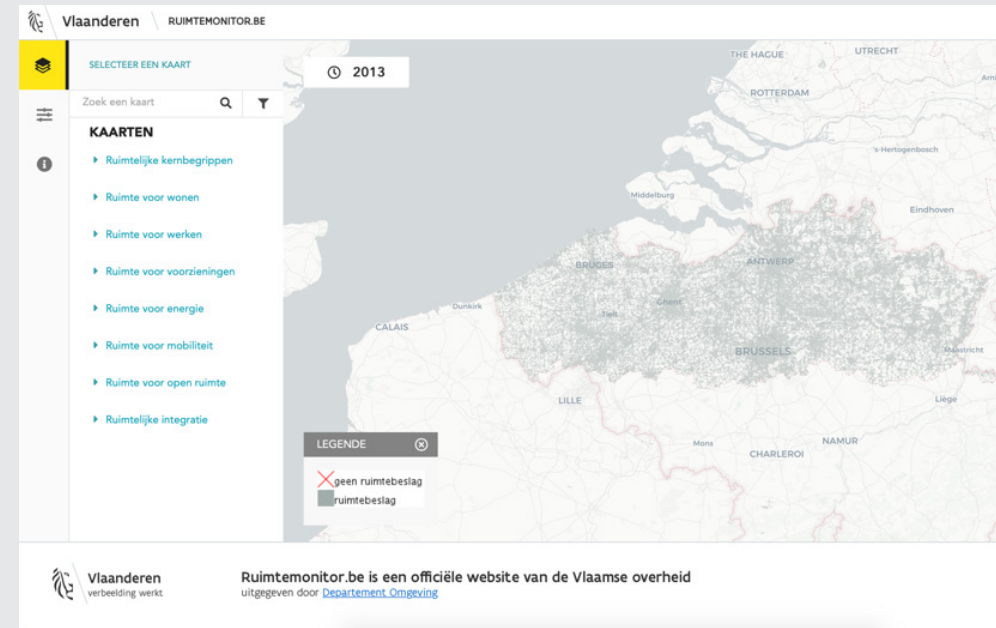 Vlaanderen
RUIMTEMONITOR.BE
SELECTEER EEN KAART
Zoek een kaart
KAARTEN
Ruimtelijke kernbegrippen
Ruimte voor wonen
Ruimte voor werken
Ruimte voor voorzieningen
Ruimte voor energie
Ruimte voor mobiliteit
Ruimte voor open ruimte
Ruimtelijke integratie
2013
THE HAGUE
UTRECHT
ROTTERDAM
's-Hertogenbosch
Middelburg
Eindhoven
BRUGES
ANTWERP
Ghent
Dunkirk
Tielt
CALAIS
BRUSSELS
Maastricht
LILLE
Liège
Mons
NAMUR
CHARLEROI
LEGENDE
geen ruimtebeslag
ruimtebeslag
Vlaanderen
verbeelding werkt
Ruimtemonitor.be is een officiële website van de Vlaamse overheid
uitgegeven door Departement Omgeving